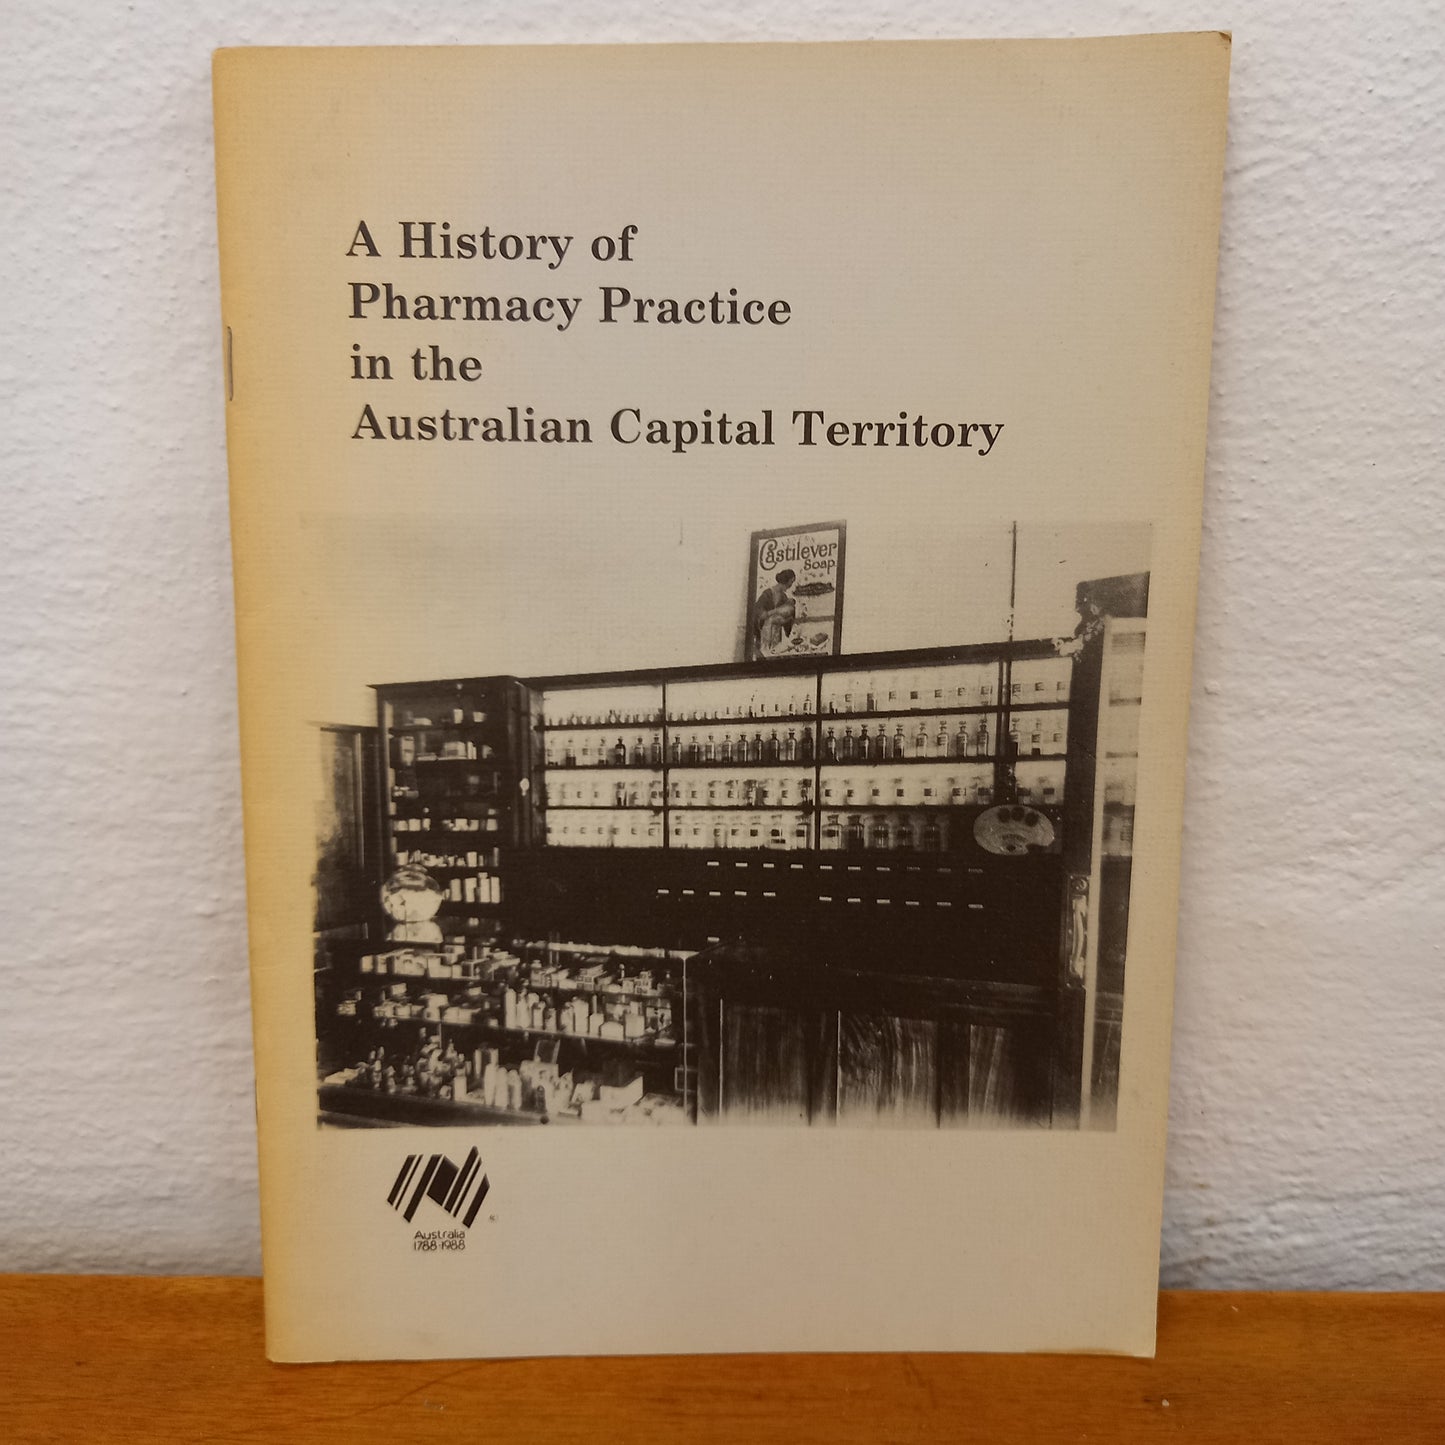 A History of
Pharmacy Practice
in the
Australian Capital Territory
Castilever
Soap
Australia
1788-1988